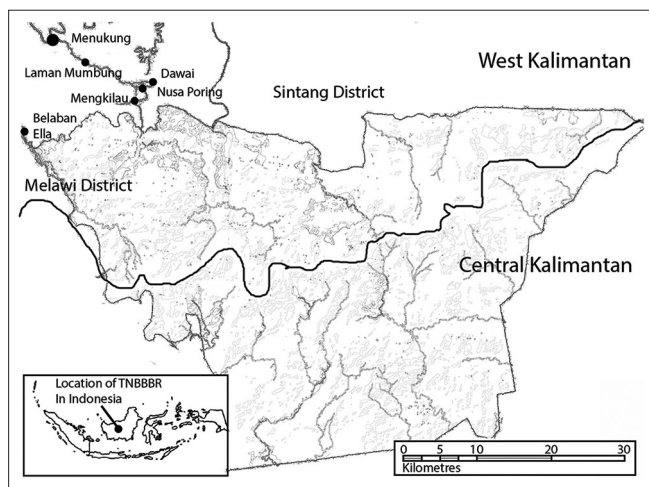 Menukung
West Kalimantan
Laman Mumbung
Dawai
Nusa Poring
Sintang District
Mengkilau
Belaban
Ella
Melawi District
Central Kalimantan
Location of TNBBBR
In Indonesia
0 5 10 20 30
Kilometres